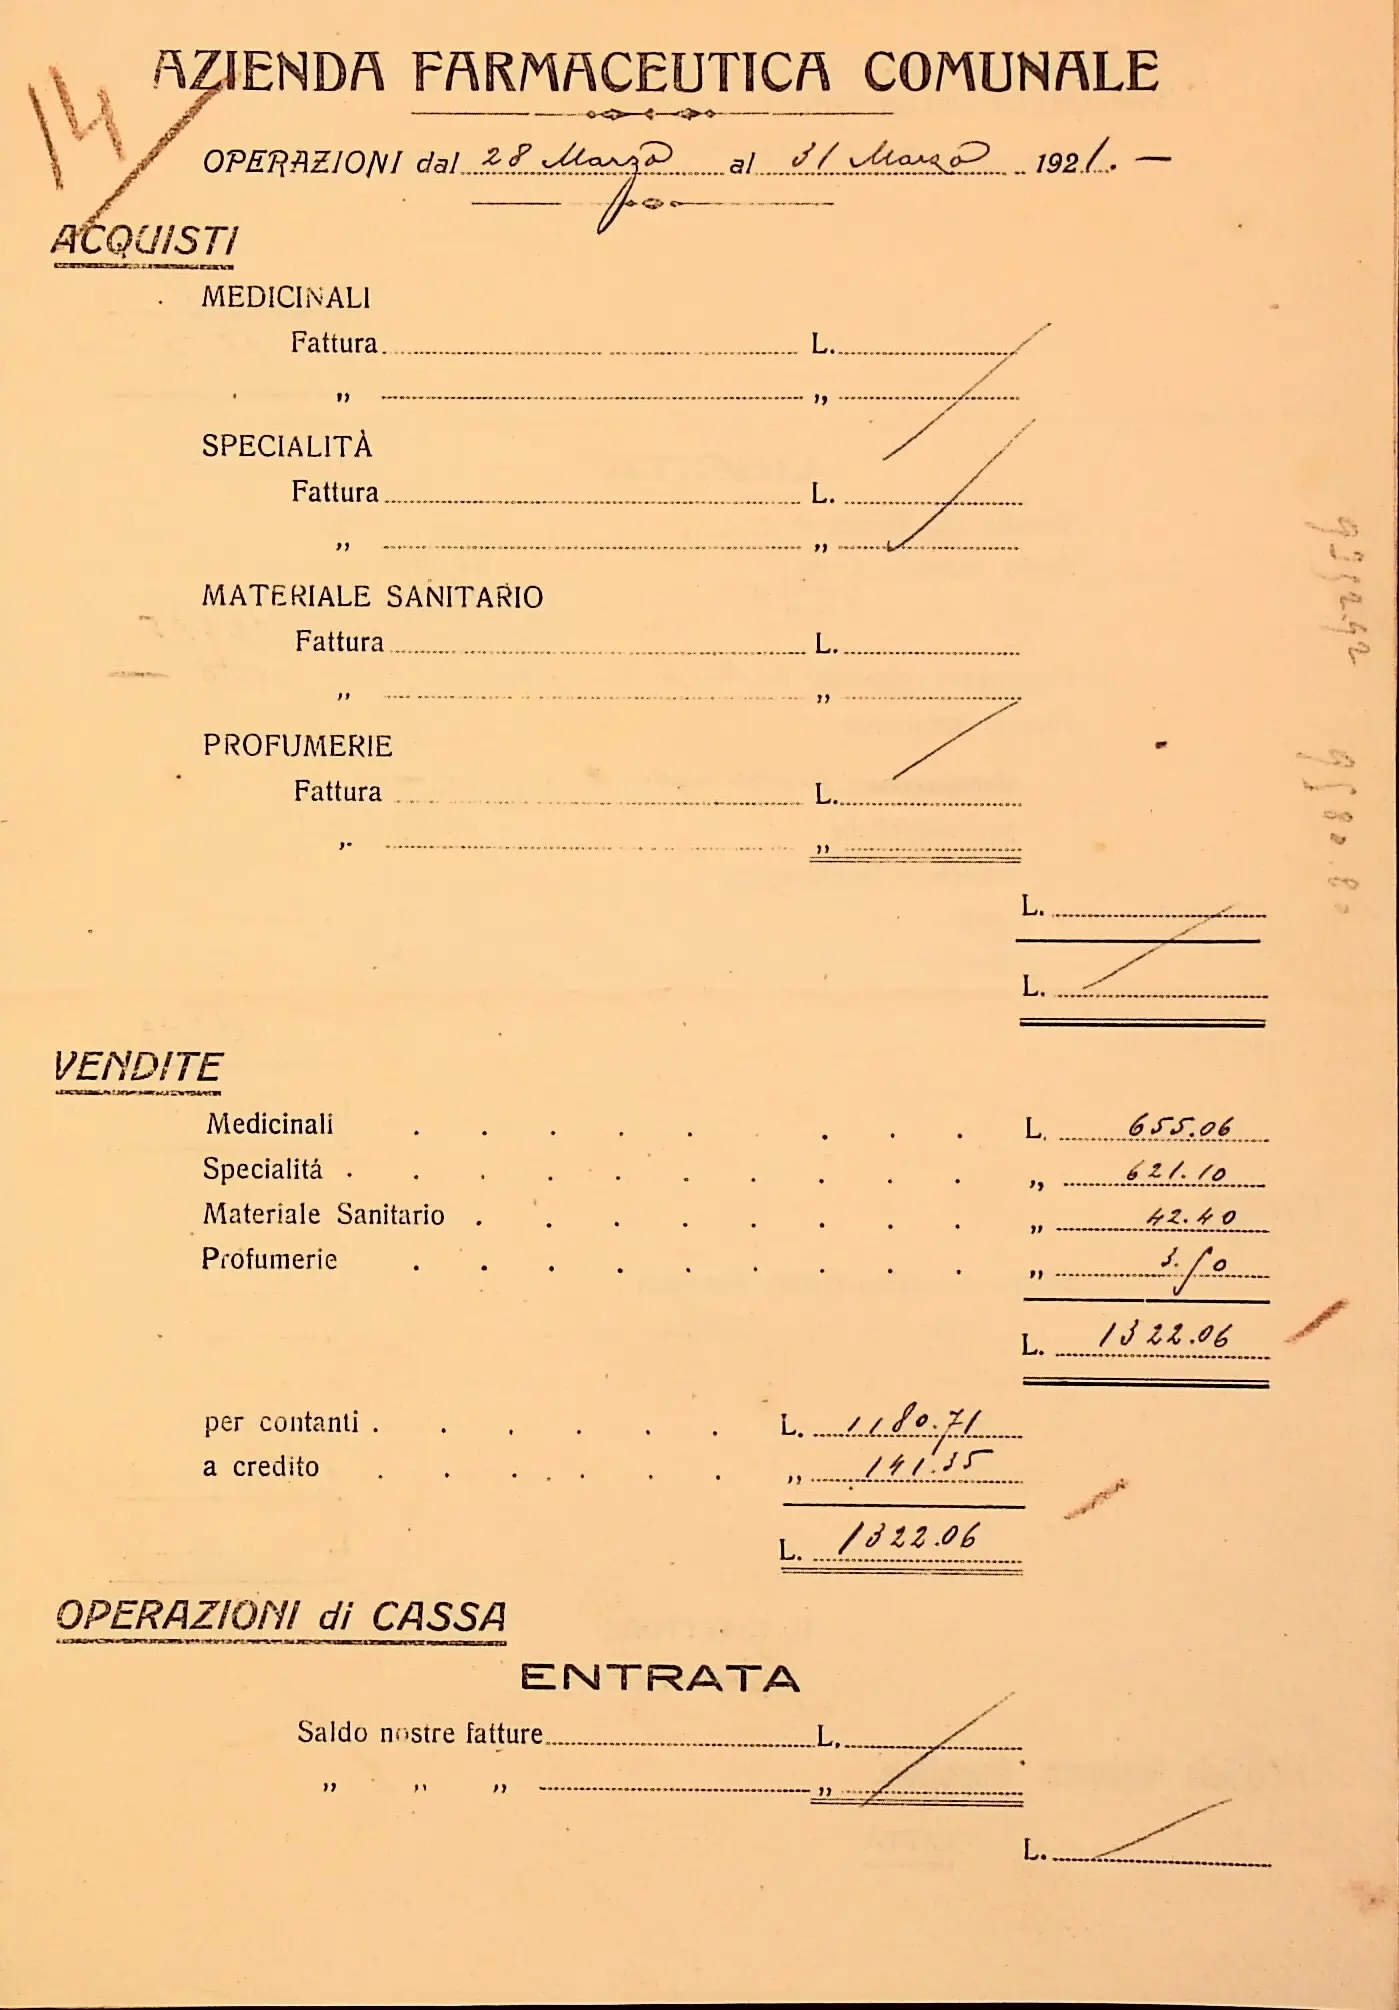 14
AZIENDA FARMACEUTICA COMUNALE
OPERAZIONI dal 28 Marzo al 31 Marzo 1921. —
ACQUISTI
MEDICINALI
Fattura L.
„ „
SPECIALITÀ
Fattura L.
„ „
MATERIALE SANITARIO
Fattura L.
„ „
PROFUMERIE
Fattura L.
„ „
L.
L.
VENDITE
Medicinali L. 655.06
Specialitá „ 621.10
Materiale Sanitario „ 42.40
Profumerie „ 3.50
L. 1322.06
per contanti L. 1180.71
a credito „ 141.35
L. 1322.06
OPERAZIONI di CASSA
ENTRATA
Saldo nostre fatture L.
„ „ „ „
L.